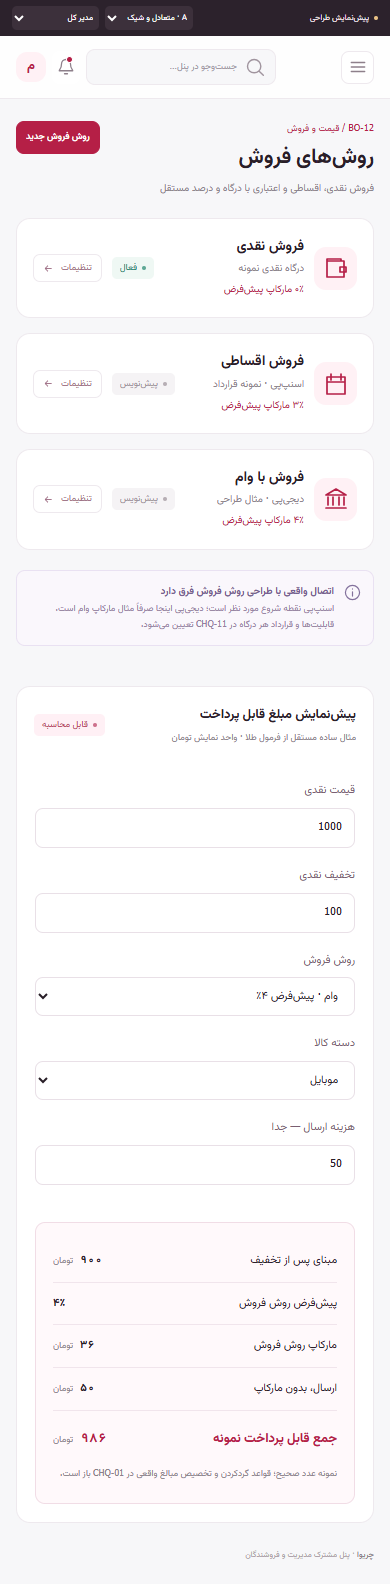 پیش‌نمایش طراحی
A · متعادل و شیک
مدیر کل
جست‌وجو در پنل...
م
BO-12 / قیمت و فروش
روش‌های فروش
روش فروش جدید
فروش نقدی، اقساطی و اعتباری با درگاه و درصد مستقل
فروش نقدی
درگاه نقدی نمونه
۰٪ مارکاپ پیش‌فرض
فعال
تنظیمات ←
فروش اقساطی
اسنپ‌پی · نمونه قرارداد
۳٪ مارکاپ پیش‌فرض
پیش‌نویس
تنظیمات ←
فروش با وام
دیجی‌پی · مثال طراحی
۴٪ مارکاپ پیش‌فرض
پیش‌نویس
تنظیمات ←
اتصال واقعی با طراحی روش فروش فرق دارد
اسنپ‌پی نقطه شروع مورد نظر است؛ دیجی‌پی اینجا صرفاً مثال مارکاپ وام است.
قابلیت‌ها و قرارداد هر درگاه در CHQ-11 تعیین می‌شود.
پیش‌نمایش مبلغ قابل پرداخت
مثال ساده مستقل از فرمول طلا · واحد نمایش تومان
قابل محاسبه
قیمت نقدی
1000
تخفیف نقدی
100
روش فروش
وام · پیش‌فرض ۴٪
دسته کالا
موبایل
هزینه ارسال — جدا
50
مبنای پس از تخفیف ۹۰۰ تومان
پیش‌فرض روش فروش ۴٪
مارکاپ روش فروش ۳۶ تومان
ارسال، بدون مارکاپ ۵۰ تومان
جمع قابل پرداخت نمونه ۹۸۶ تومان
نمونه عدد صحیح؛ قواعد گردکردن و تخصیص مبالغ واقعی در CHQ-01 باز است.
چریوا · پنل مشترک مدیریت و فروشندگان